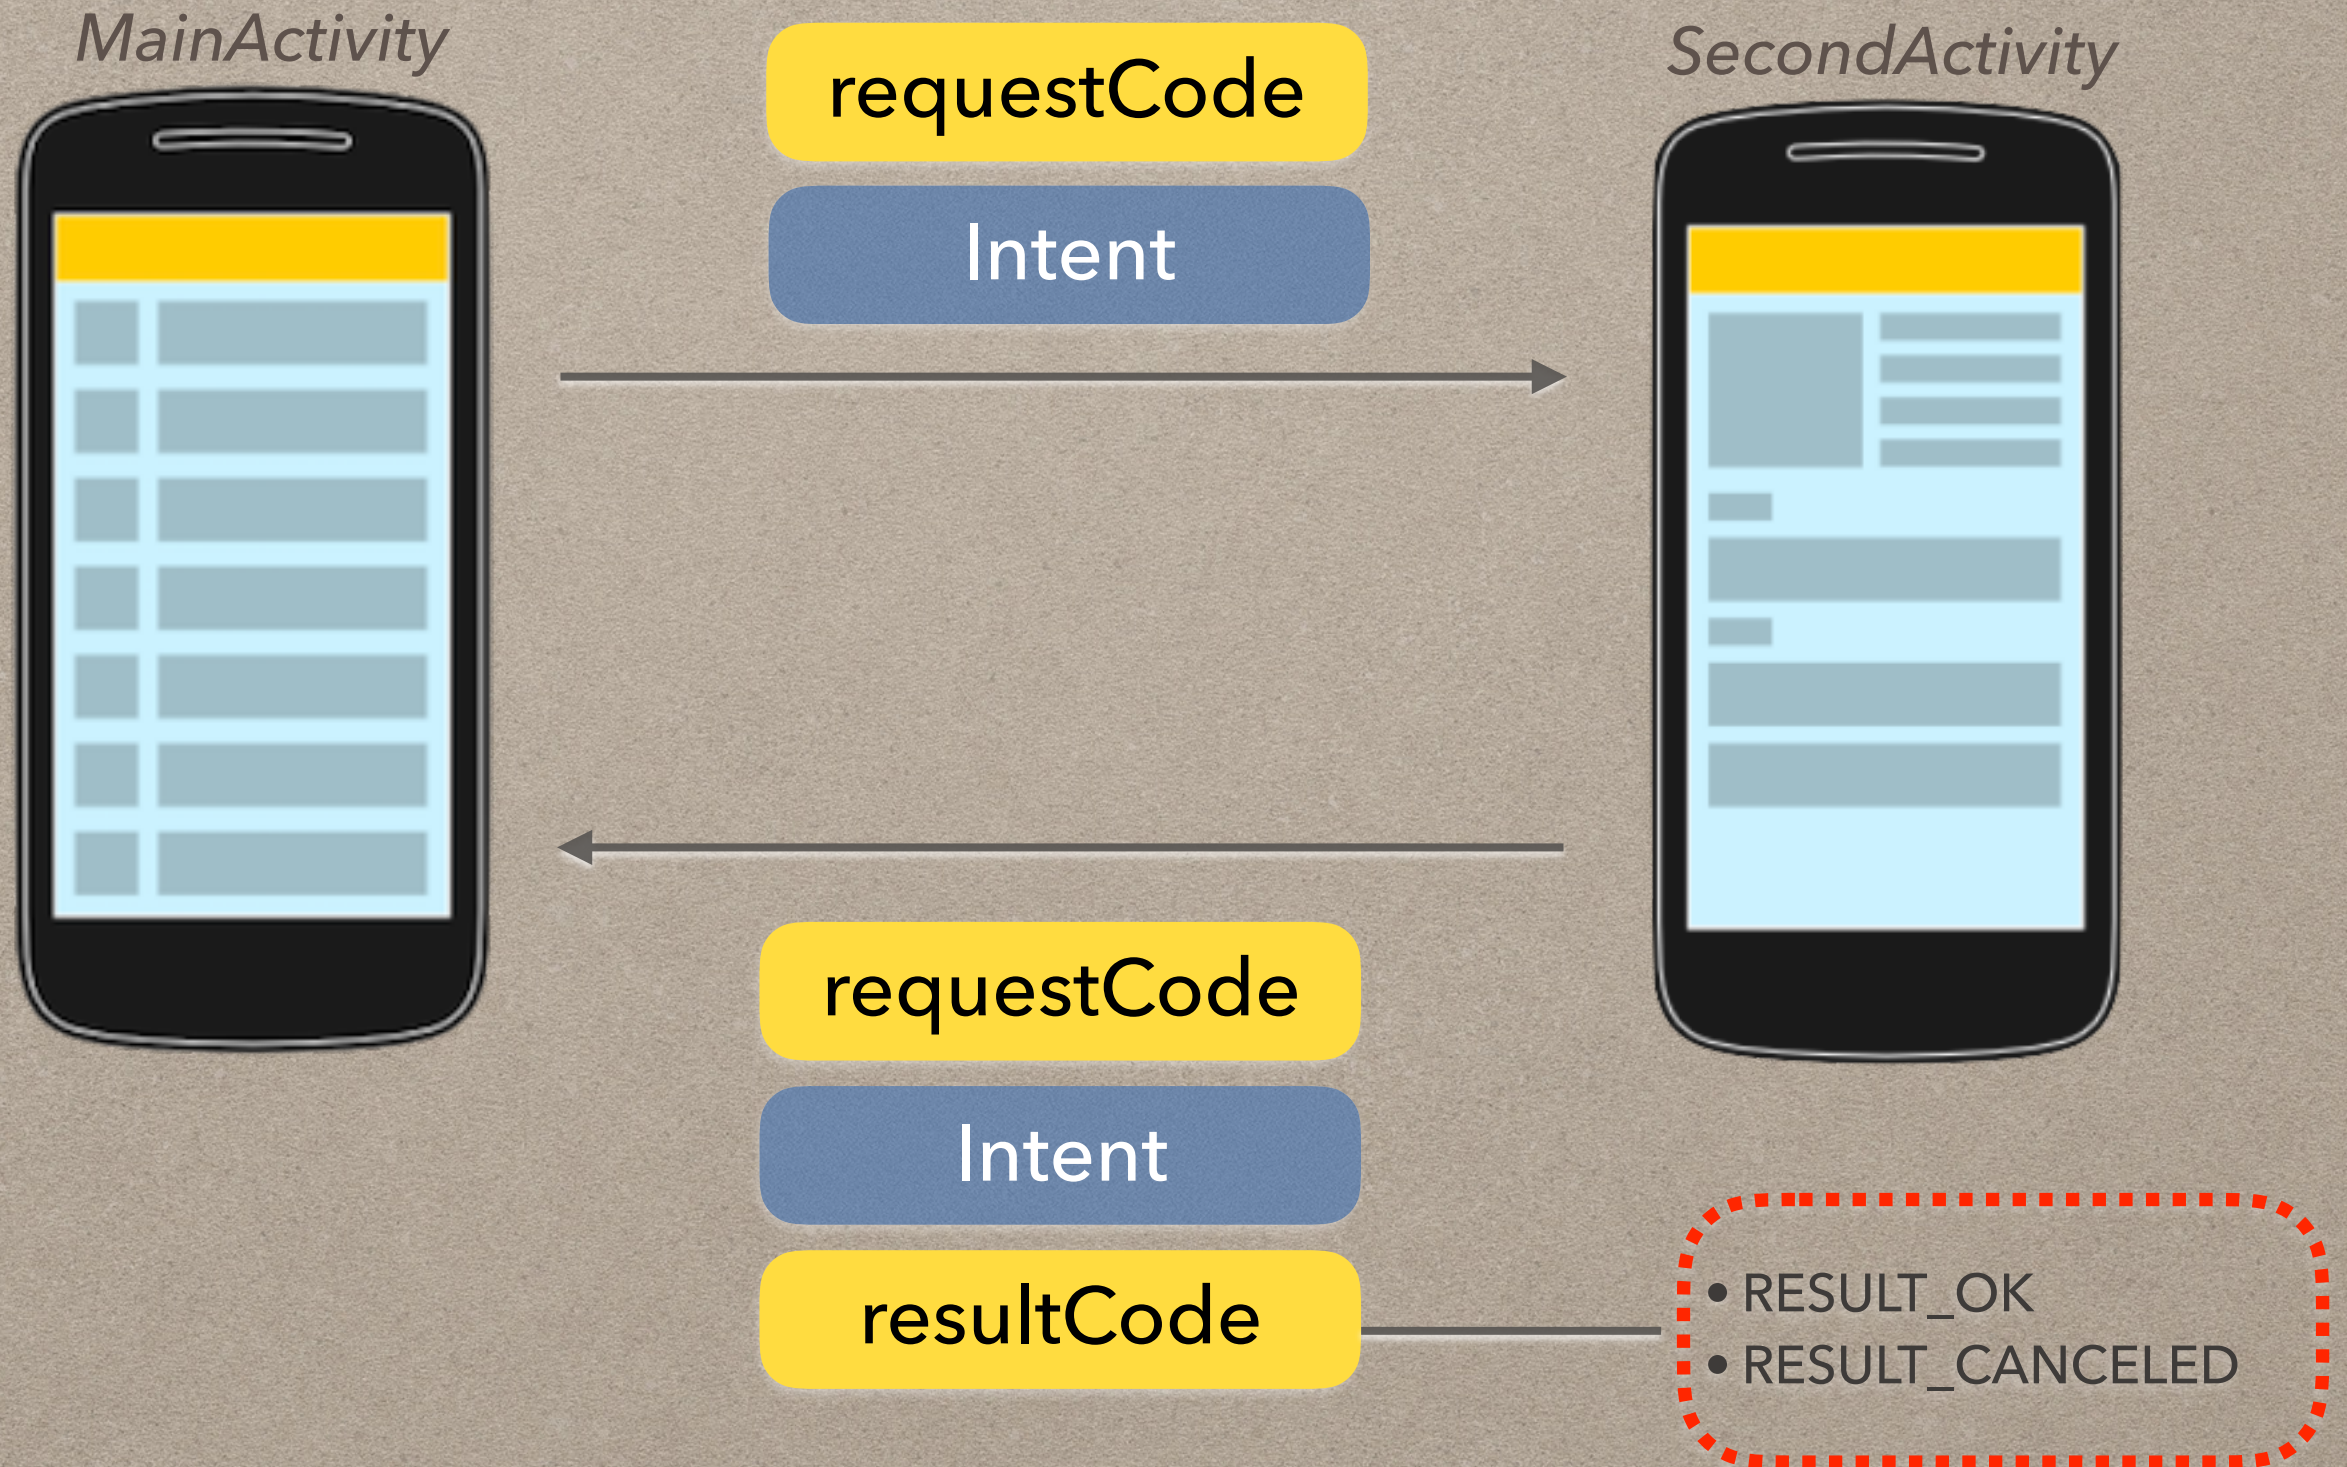 MainActivity
requestCode
SecondActivity
Intent
requestCode
Intent
resultCode
• RESULT_OK
• RESULT_CANCELED